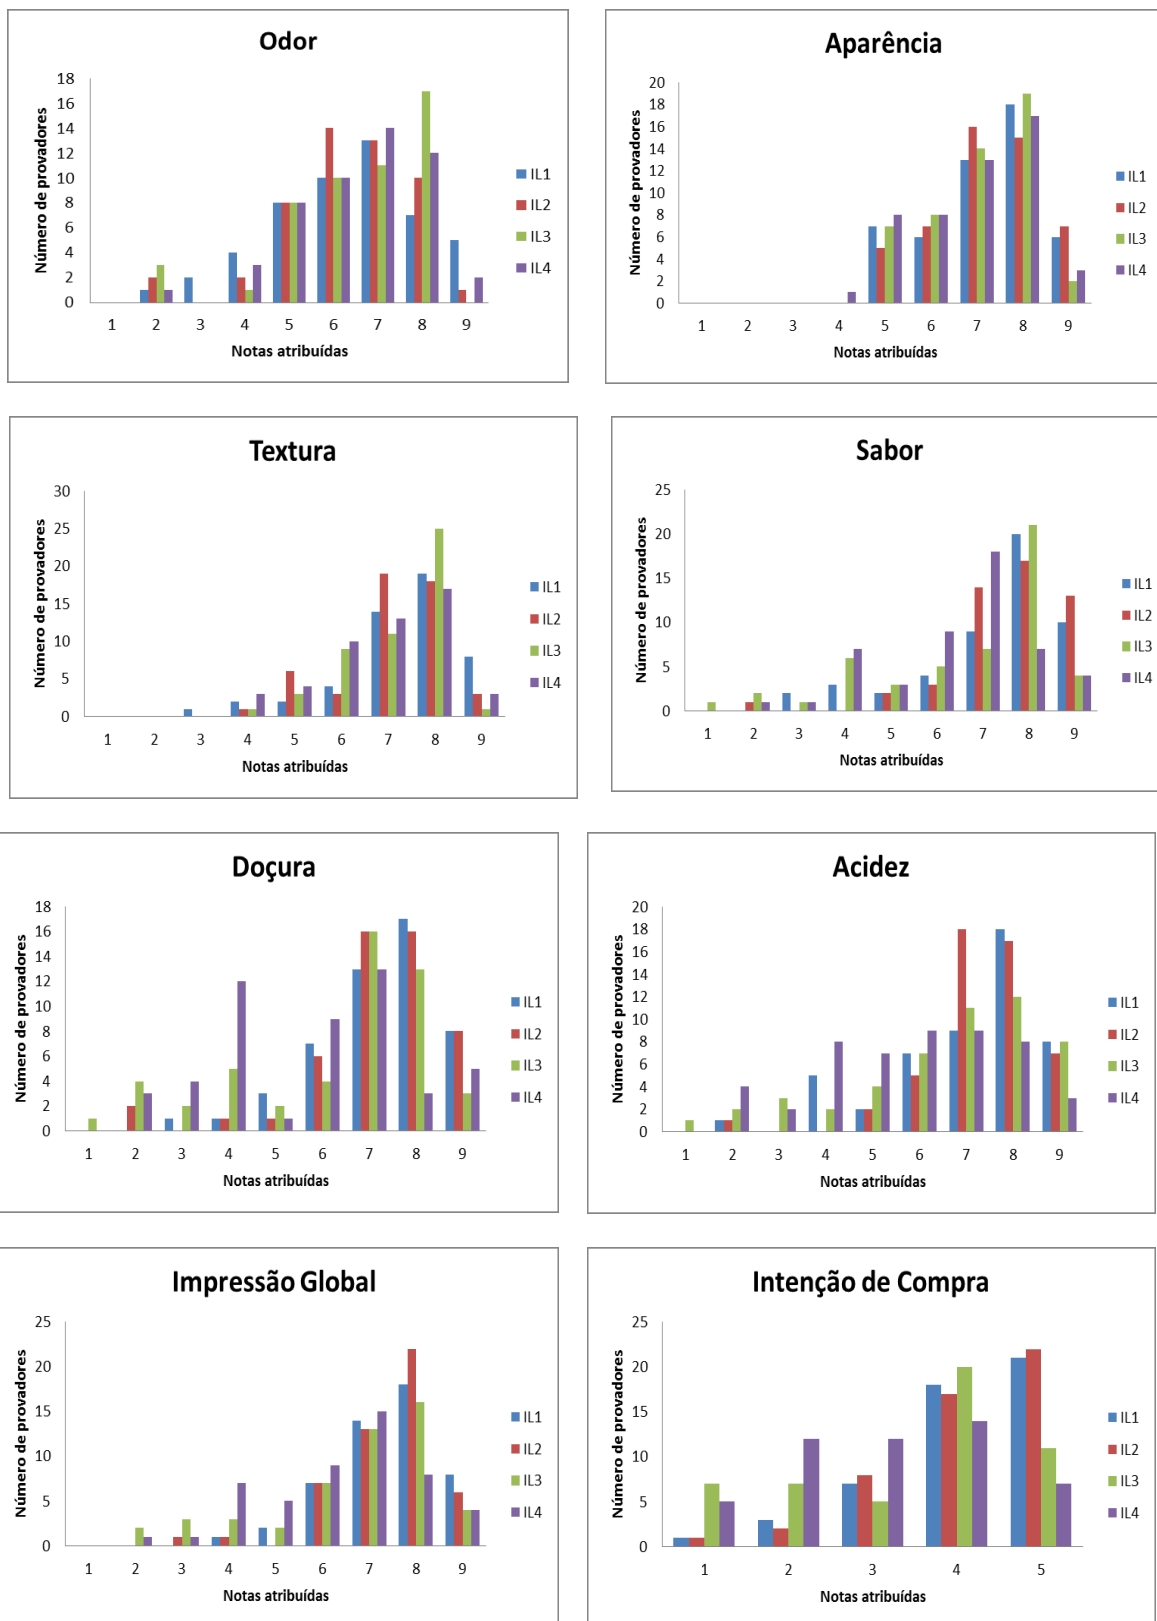 Odor
Número de provadores
18
16
14
12
10
8
6
4
2
0
1 2 3 4 5 6 7 8 9
Notas atribuídas
IL1
IL2
IL3
IL4
Aparência
Número de provadores
20
18
16
14
12
10
8
6
4
2
0
1 2 3 4 5 6 7 8 9
Notas atribuídas
IL1
IL2
IL3
IL4
Textura
Número de provadores
30
25
20
15
10
5
0
1 2 3 4 5 6 7 8 9
Notas atribuídas
IL1
IL2
IL3
IL4
Sabor
Número de provadores
25
20
15
10
5
0
1 2 3 4 5 6 7 8 9
Notas atribuídas
IL1
IL2
IL3
IL4
Doçura
Número de provadores
18
16
14
12
10
8
6
4
2
0
1 2 3 4 5 6 7 8 9
Notas atribuídas
IL1
IL2
IL3
IL4
Acidez
Número de provadores
20
18
16
14
12
10
8
6
4
2
0
1 2 3 4 5 6 7 8 9
Notas atribuídas
IL1
IL2
IL3
IL4
Impressão Global
Número de provadores
25
20
15
10
5
0
1 2 3 4 5 6 7 8 9
Notas atribuídas
IL1
IL2
IL3
IL4
Intenção de Compra
Número de provadores
25
20
15
10
5
0
1 2 3 4 5
Notas atribuídas
IL1
IL2
IL3
IL4